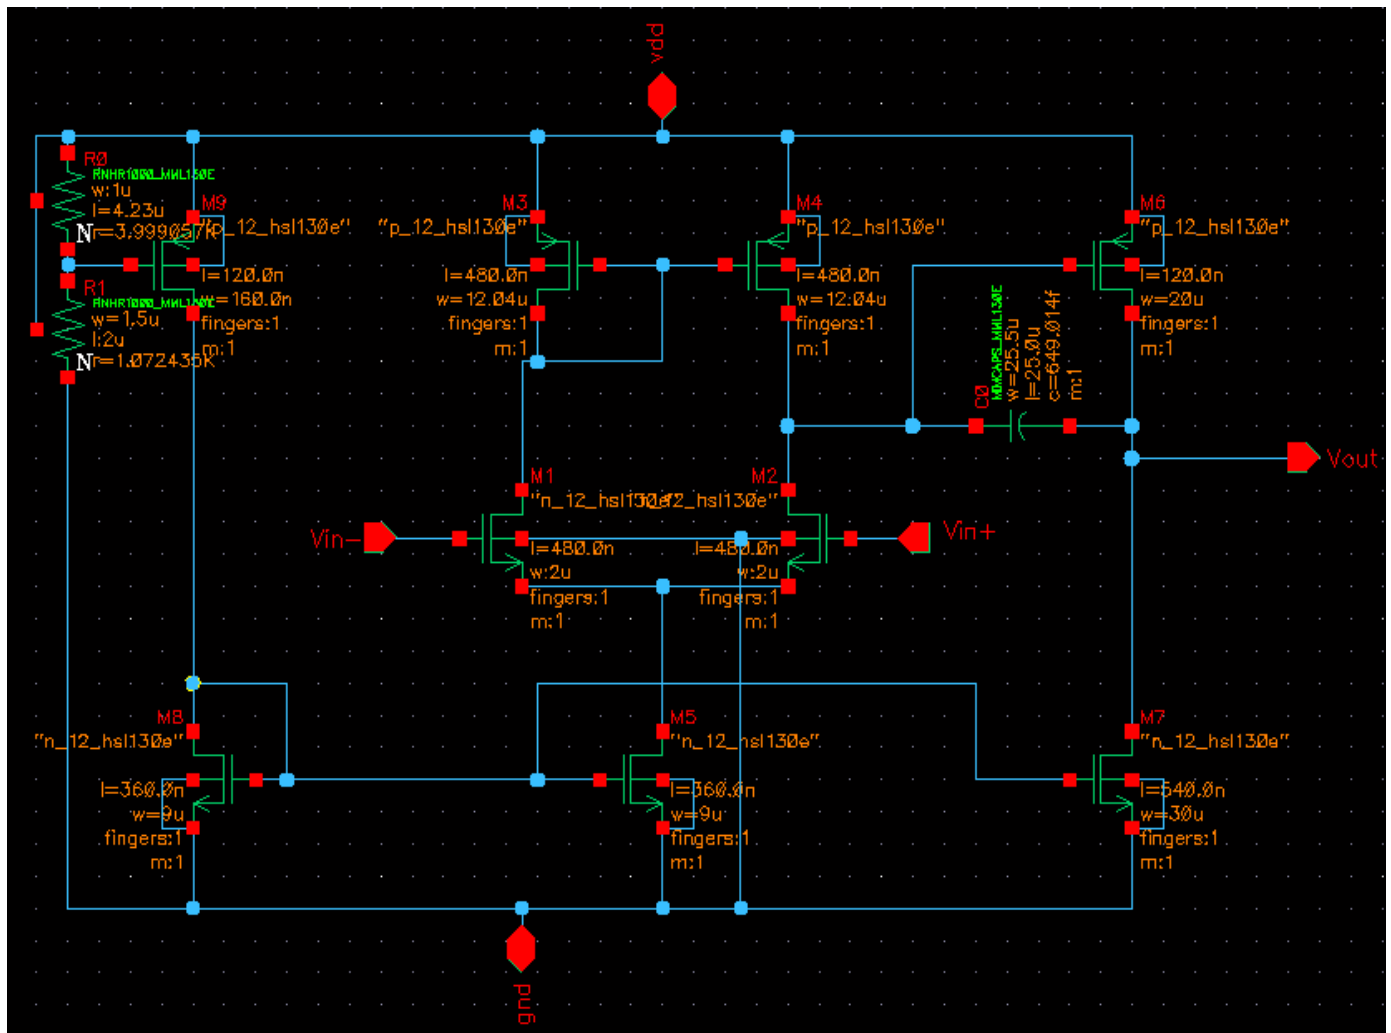 vdd
R0
RNHR1000_MML130E
w:1u
l=4.23u
r=3.999057K
M9
"p_12_hsl130e"
l=120.0n
w=160.0n
fingers:1
m:1
R1
RNHR1000_MML130E
w=1.5u
l:2u
r=1.072435K
M3
"p_12_hsl130e"
l=480.0n
w=12.04u
fingers:1
m:1
M4
"p_12_hsl130e"
l=480.0n
w=12.04u
fingers:1
m:1
M6
"p_12_hsl130e"
l=120.0n
w=20u
fingers:1
m:1
C0
MIMCAPS_MML130E
w=25.5u
l=25.0u
c=649.014f
m:1
Vout
Vin-
M1
"n_12_hsl130e"
l=480.0n
w:2u
fingers:1
m:1
M2
"n_12_hsl130e"
l=480.0n
w:2u
fingers:1
m:1
Vin+
M8
"n_12_hsl130e"
l=360.0n
w=9u
fingers:1
m:1
M5
"n_12_hsl130e"
l=360.0n
w=9u
fingers:1
m:1
M7
"n_12_hsl130e"
l=540.0n
w=30u
fingers:1
m:1
gnd